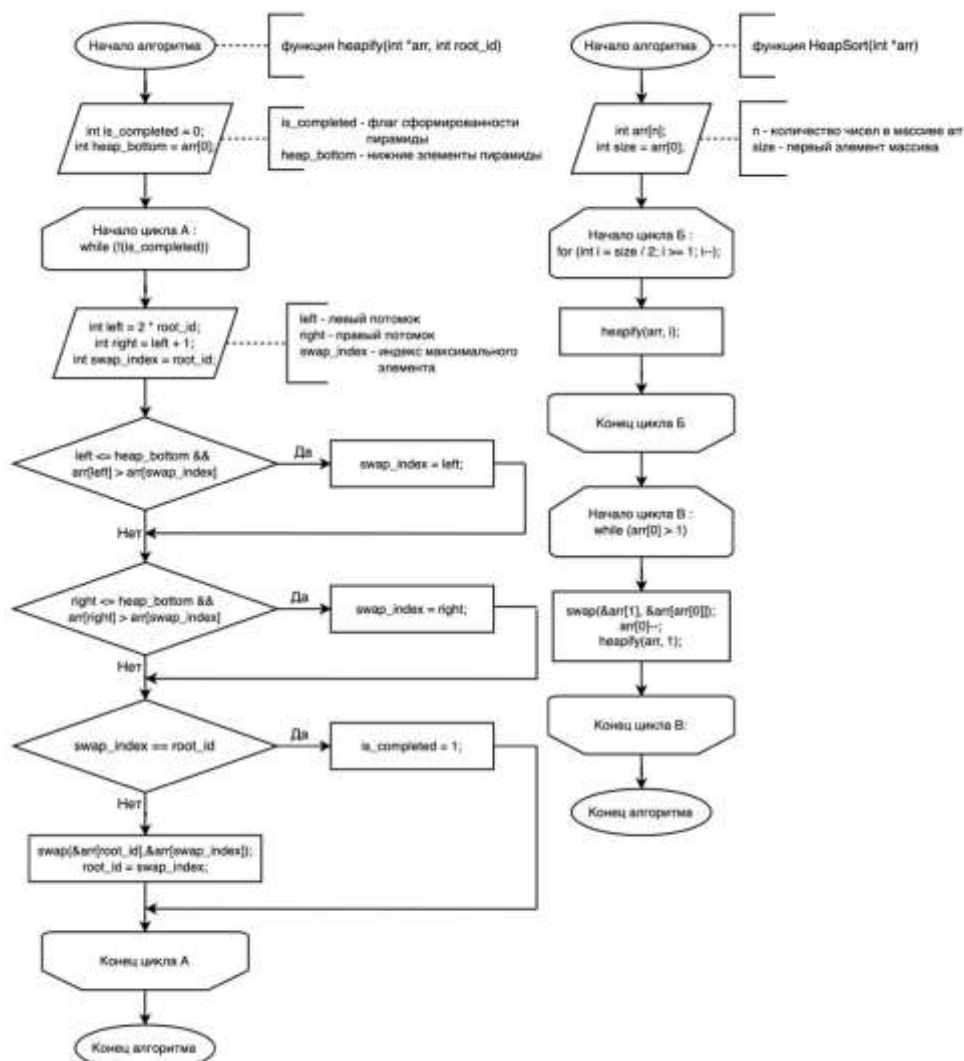 Начало алгоритма
функция heapify(int *arr, int root_id)
int is_completed = 0;
int heap_bottom = arr[0];
is_completed - флаг сформированности
пирамиды
heap_bottom - нижние элементы пирамиды
Начало цикла А :
while (!(is_completed))
int left = 2 * root_id;
int right = left + 1;
int swap_index = root_id;
left - левый потомок
right - правый потомок
swap_index - индекс максимального
элемента
left <= heap_bottom &&
arr[left] > arr[swap_index]
Да
swap_index = left;
Нет
right <= heap_bottom &&
arr[right] > arr[swap_index]
Да
swap_index = right;
Нет
swap_index == root_id
Да
is_completed = 1;
Нет
swap(&arr[root_id],&arr[swap_index]);
root_id = swap_index;
Конец цикла А
Конец алгоритма
Начало алгоритма
функция HeapSort(int *arr)
int arr[n];
int size = arr[0];
n - количество чисел в массиве arr
size - первый элемент массива
Начало цикла Б :
for (int i = size / 2; i >= 1; i--);
heapify(arr, i);
Конец цикла Б
Начало цикла В :
while (arr[0] > 1)
swap(&arr[1], &arr[arr[0]]);
arr[0]--;
heapify(arr, 1);
Конец цикла В:
Конец алгоритма